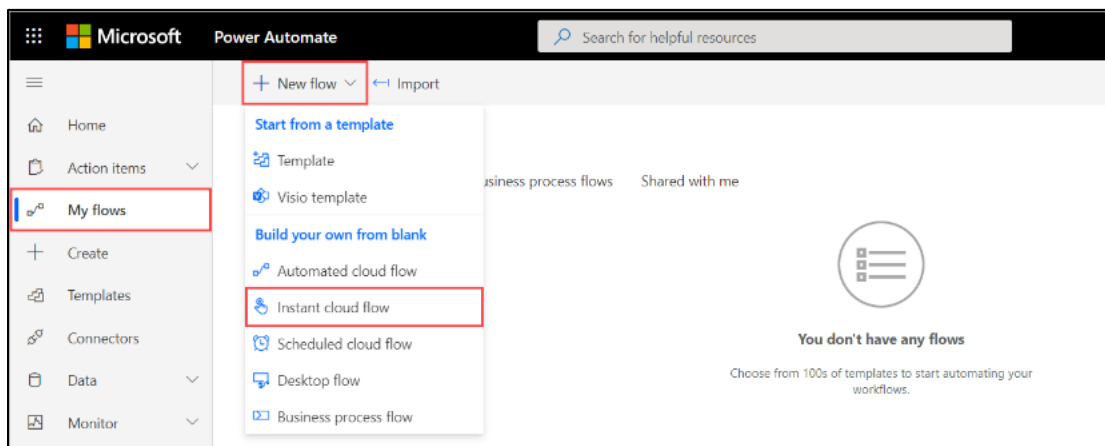 Microsoft Power Automate Search for helpful resources
New flow Import
Home
Action items
My flows
Create
Templates
Connectors
Data
Monitor
Start from a template
Template
Visio template
Build your own from blank
Automated cloud flow
Instant cloud flow
Scheduled cloud flow
Desktop flow
Business process flow
business process flows Shared with me
You don't have any flows
Choose from 100s of templates to start automating your
workflows.